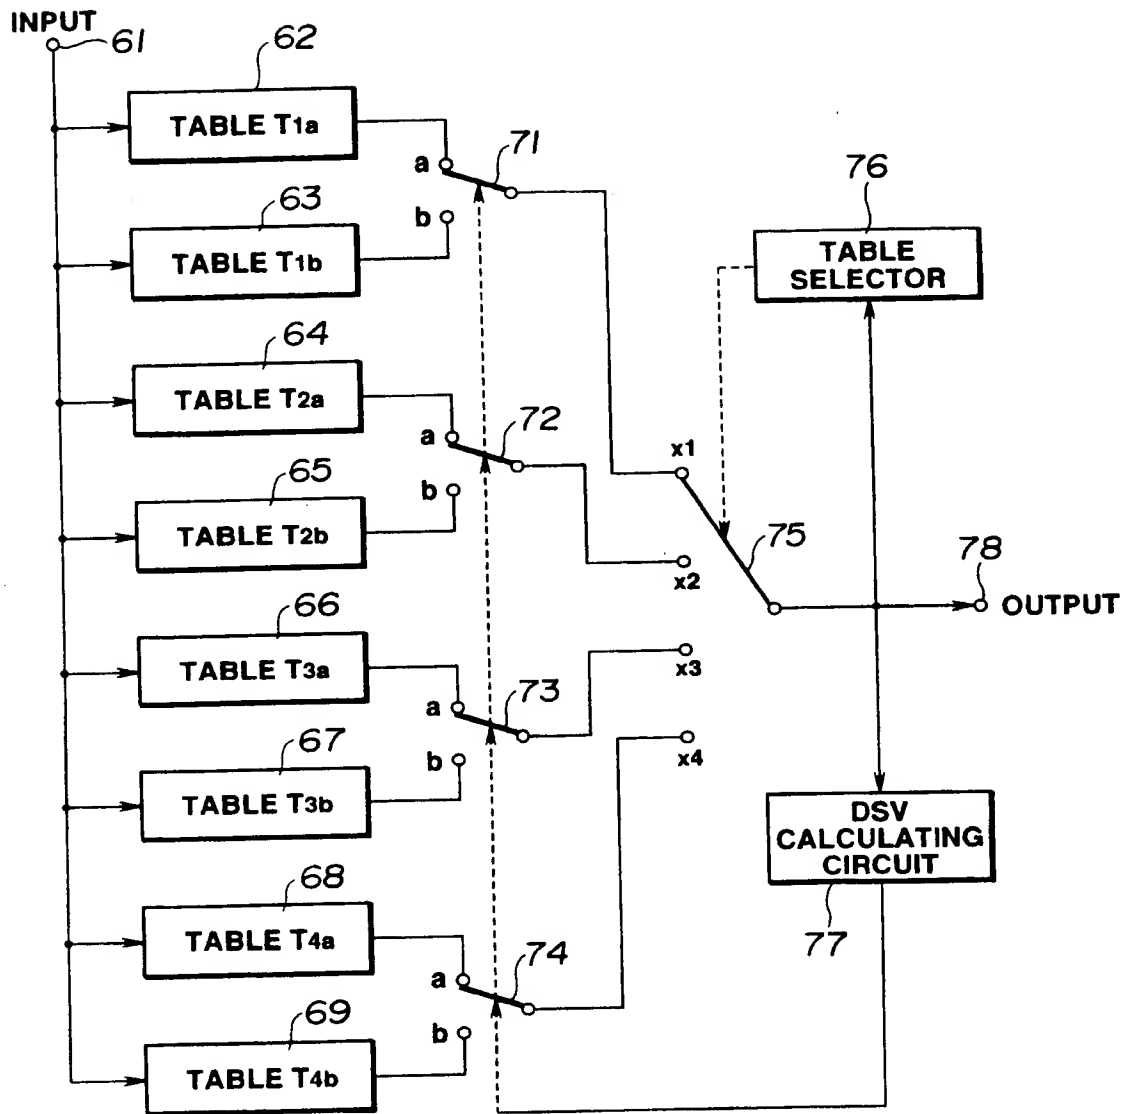 INPUT
61
62
TABLE T1a
a
71
76
63
b
TABLE T1b
TABLE
SELECTOR
64
TABLE T2a
a
72
x1
65
b
TABLE T2b
75
x2
78
OUTPUT
66
TABLE T3a
a
73
x3
67
b
x4
TABLE T3b
DSV
CALCULATING
CIRCUIT
68
TABLE T4a
a
74
77
69
b
TABLE T4b